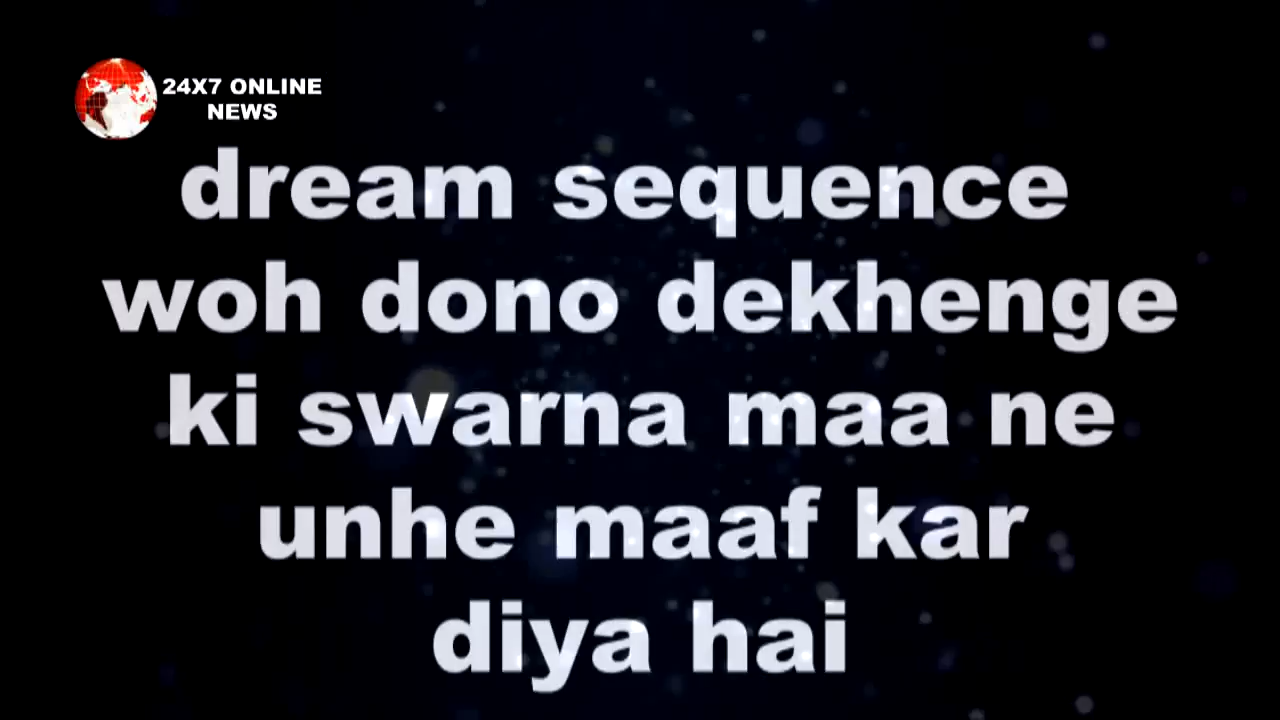 24X7 ONLINE
NEWS
dream sequence
woh dono dekhenge
ki swarna maa ne
unhe maaf kar
diya hai